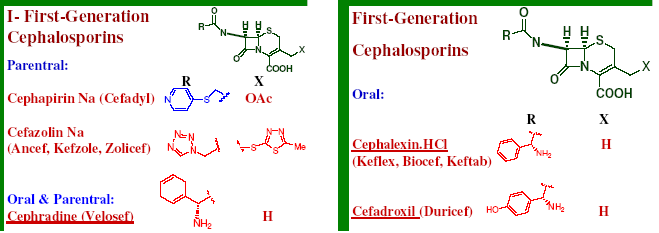 I- First-Generation
Cephalosporins
Parentral:
R X
Cephapirin Na (Cefadyl) OAc
Cefazolin Na
(Ancef, Kefzole, Zolicef)
Oral & Parentral:
Cephradine (Velosef) H
R O N H H H S O N X COOH
N S
N N N N
S N N S Me
NH₂
First-Generation
Cephalosporins
Oral:
R X
Cephalexin.HCl H
(Keflex, Biocef, Keftab)
Cefadroxil (Duricef) H
R O N H H H S O N X COOH
NH₂
HO NH₂